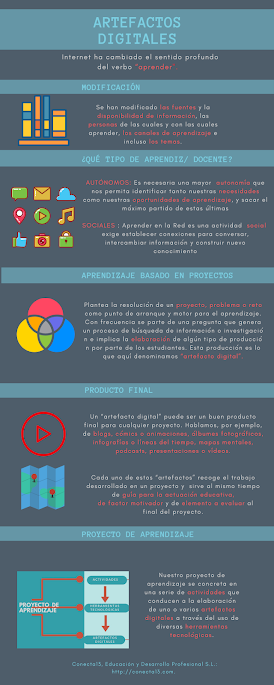 ARTEFACTOS
DIGITALES
Internet ha cambiado el sentido profundo
del verbo "aprender"
MODIFICACIÓN
Se han modificado las fuentes y la
disponibilidad de información, las
personas de las cuales y con las cuales
aprender, los canales de aprendizaje e
incluso los temas.
¿QUÉ TIPO DE APRENDIZ/ DOCENTE?
AUTÓNOMOS: Es necesaria una mayor autonomía que
nos permita identificar tanto nuestras necesidades
como nuestras oportunidades de aprendizaje, y sacar el
máximo partido de estas últimas
SOCIALES : Aprender en la Red es una actividad social
exige establecer conexiones para conversar,
intercambiar información y construir nuevo
conocimiento
APRENDIZAJE BASADO EN PROYECTOS
Plantea la resolución de un proyecto, problema o reto
como punto de arranque y motor para el aprendizaje.
Con frecuencia se parte de una pregunta que genera
un proceso de búsqueda de información o investigació
n e implica la elaboración de algún tipo de producció
n por parte de los estudiantes. Esta producción es lo
que aquí denominamos "artefacto digital".
PRODUCTO FINAL
Un "artefacto digital" puede ser un buen producto
final para cualquier proyecto. Hablamos, por ejemplo,
de blogs, cómics o animaciones, álbumes fotográficos,
infografías o líneas del tiempo, mapas mentales,
podcasts, presentaciones o vídeos.
Cada uno de estos "artefactos" recoge el trabajo
desarrollado en un proyecto y sirve al mismo tiempo
de guía para la actuación educativa,
de factor motivador y de elemento a evaluar al
final del proyecto.
PROYECTO DE APRENDIZAJE
PROYECTO DE
APRENDIZAJE
ACTIVIDADES
HERRAMIENTAS
TECNOLÓGICAS
ARTEFACTOS
DIGITALES
Nuestro proyecto de
aprendizaje se concreta en
una serie de actividades que
conducen a la elaboración
de uno o varios artefactos
digitales a través del uso de
diversas herramientas
tecnológicas.
Conecta13, Educación y Desarrollo Profesional S.L.:
http://conecta13.com.